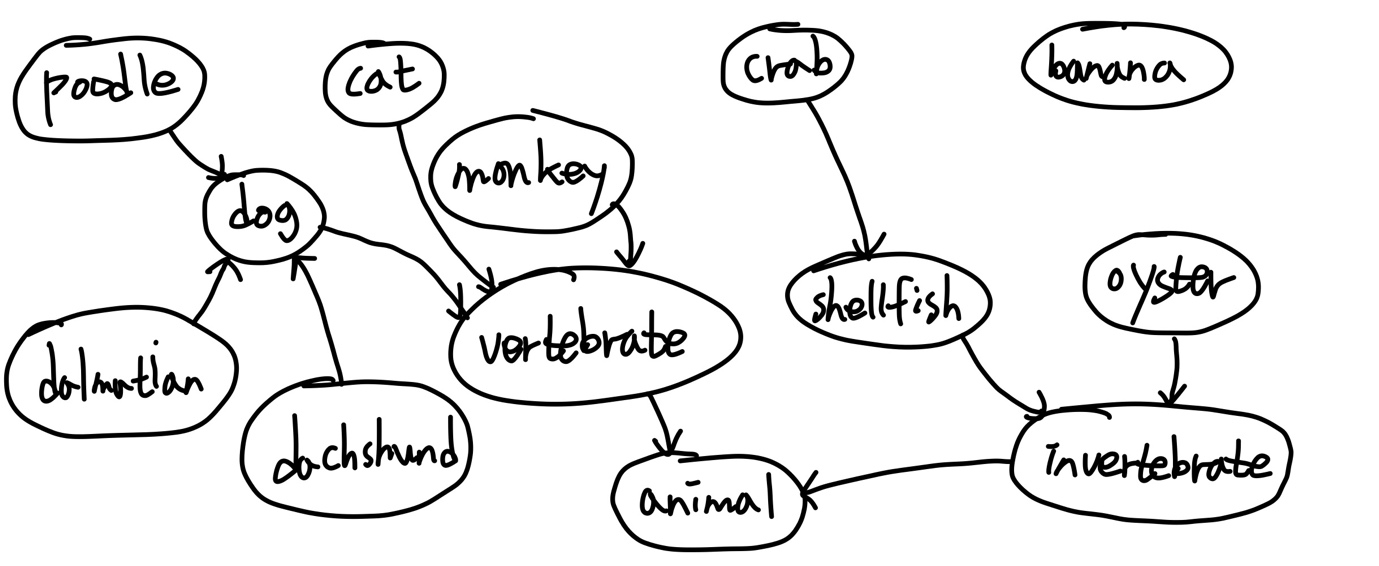 poodle
cat
crab
banana
monkey
dog
oyster
shellfish
vertebrate
dalmatian
dachshund
invertebrate
animal